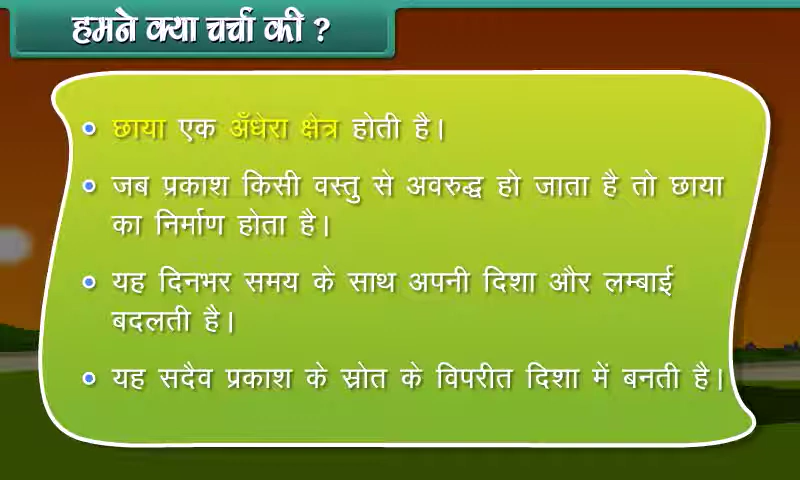 हमने क्या चर्चा की ?
छाया एक अँधेरा क्षेत्र होती है।
जब प्रकाश किसी वस्तु से अवरुद्ध हो जाता है तो छाया
का निर्माण होता है।
यह दिनभर समय के साथ अपनी दिशा और लम्बाई
बदलती है।
यह सदैव प्रकाश के स्रोत के विपरीत दिशा में बनती है।